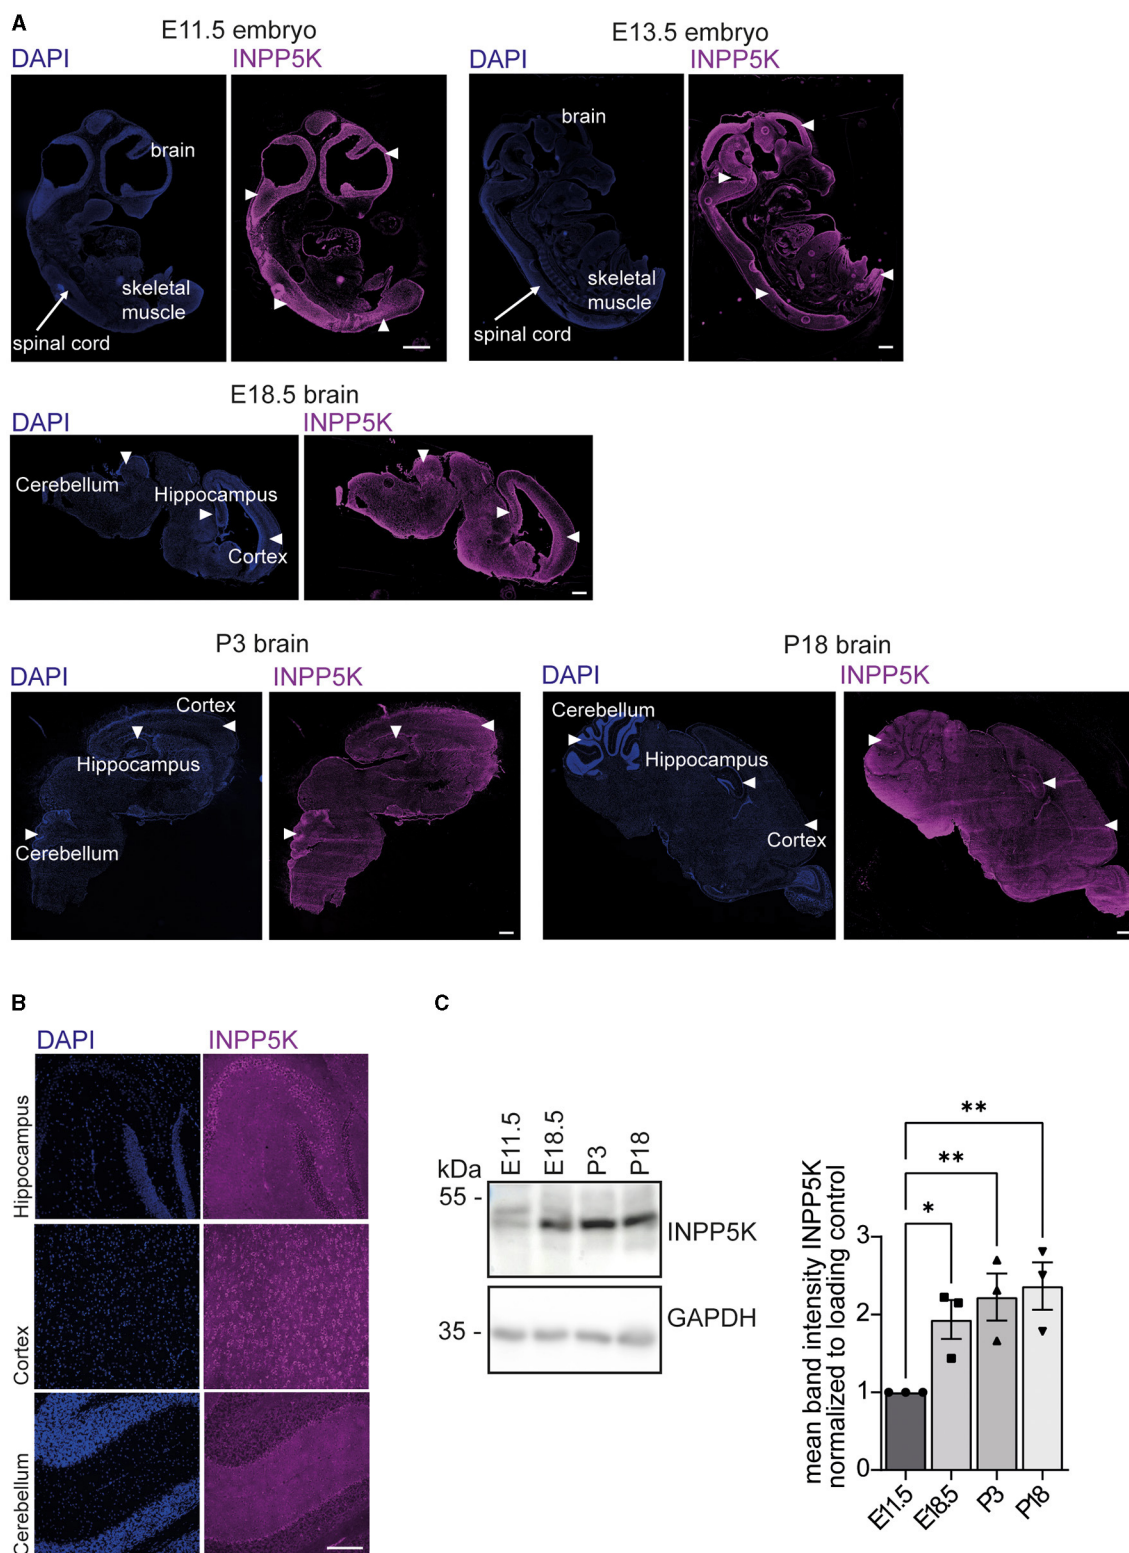 A
E11.5 embryo
E13.5 embryo
DAPI
INPP5K
DAPI
INPP5K
brain
skeletal
muscle
spinal cord
brain
skeletal
muscle
spinal cord
E18.5 brain
DAPI
INPP5K
Cerebellum
Hippocampus
Cortex
P3 brain
P18 brain
DAPI
INPP5K
DAPI
INPP5K
Cortex
Hippocampus
Cerebellum
Cerebellum
Hippocampus
Cortex
B
DAPI
INPP5K
Hippocampus
Cortex
Cerebellum
C
kDa
E11.5
E18.5
P3
P18
55 -
INPP5K
35 -
GAPDH
mean band intensity INPP5K
normalized to loading control
**
**
*
3
2
1
0
E11.5
E18.5
P3
P18